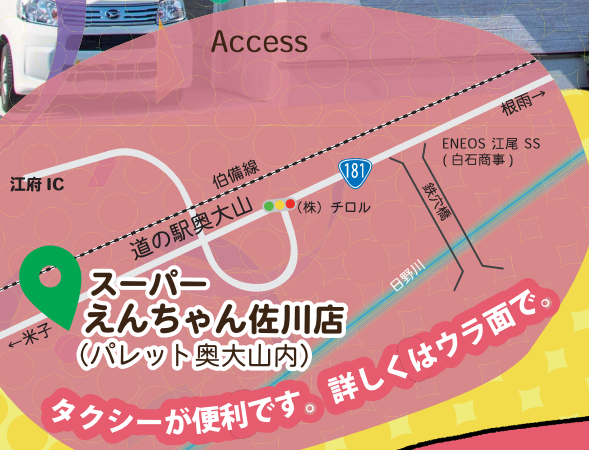 Access
根雨→
ENEOS 江尾 SS
(白石商事)
181
江府 IC
伯備線
鉄穴橋
道の駅奥大山
(株)チロル
日野川
スーパー
えんちゃん佐川店
(パレット奥大山内)
←米子
タクシーが便利です。詳しくはウラ面で。